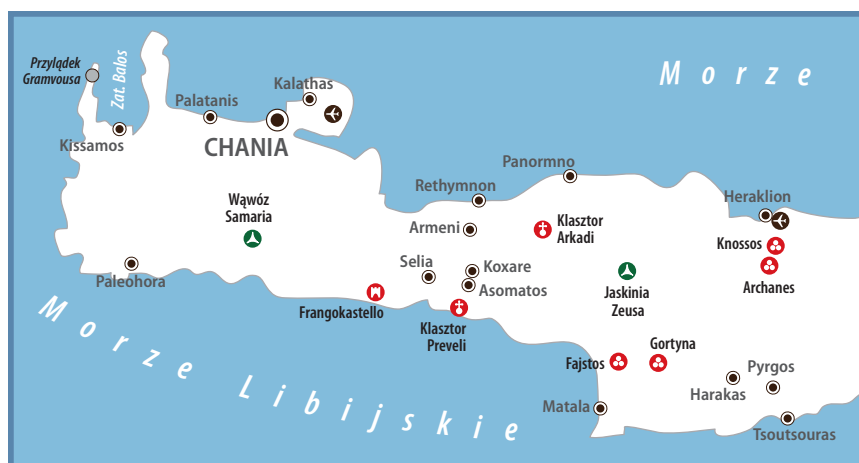 Przylądek
Gramvousa
Zat. Balos
Kalathas
Morze
Palatanis
Kissamos
CHANIA
Panormno
Rethymnon
Heraklion
Wąwóz
Samaria
Armeni
Klasztor
Arkadi
Knossos
Selia
Koxare
Archanes
Paleohora
Asomatos
Jaskinia
Zeusa
Frangokastello
Klasztor
Preveli
Gortyna
Fajstos
Pyrgos
Harakas
Matala
Tsoutsouras
Morze Libijskie